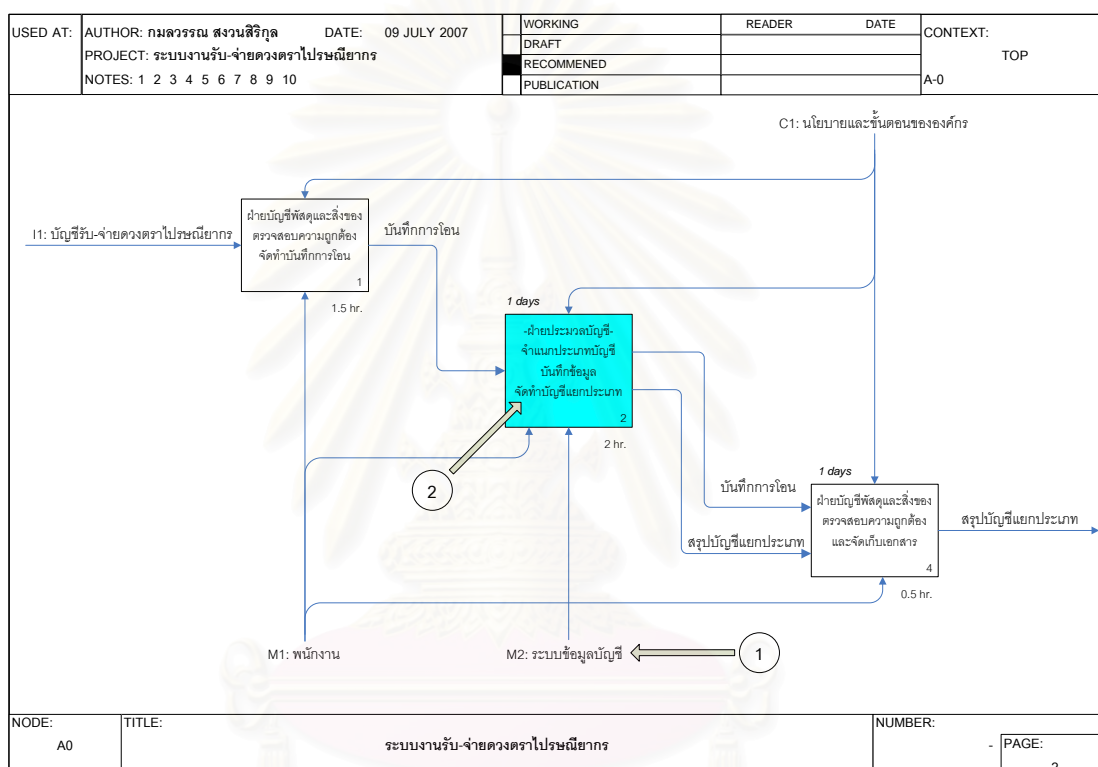 USED AT:
AUTHOR: กมลวรรณ สงวนสิริกุล DATE: 09 JULY 2007
PROJECT: ระบบงานรับ-จ่ายดวงตราไปรษณียากร
NOTES: 1 2 3 4 5 6 7 8 9 10
WORKING
DRAFT
RECOMMENED
PUBLICATION
READER DATE
CONTEXT:
TOP
A-0
C1: นโยบายและขั้นตอนขององค์กร
I1: บัญชีรับ-จ่ายดวงตราไปรษณียากร
ฝ่ายบัญชีพัสดุและสิ่งของ
ตรวจสอบความถูกต้อง
จัดทำบันทึกการโอน
1
1.5 hr.
บันทึกการโอน
1 days
-ฝ่ายประมวลบัญชี-
จำแนกประเภทบัญชี
บันทึกข้อมูล
จัดทำบัญชีแยกประเภท
2
2 hr.
2
บันทึกการโอน
สรุปบัญชีแยกประเภท
1 days
ฝ่ายบัญชีพัสดุและสิ่งของ
ตรวจสอบความถูกต้อง
และจัดเก็บเอกสาร
4
0.5 hr.
สรุปบัญชีแยกประเภท
M1: พนักงาน
M2: ระบบข้อมูลบัญชี
1
NODE:
A0
TITLE:
ระบบงานรับ-จ่ายดวงตราไปรษณียากร
NUMBER:
-
PAGE: